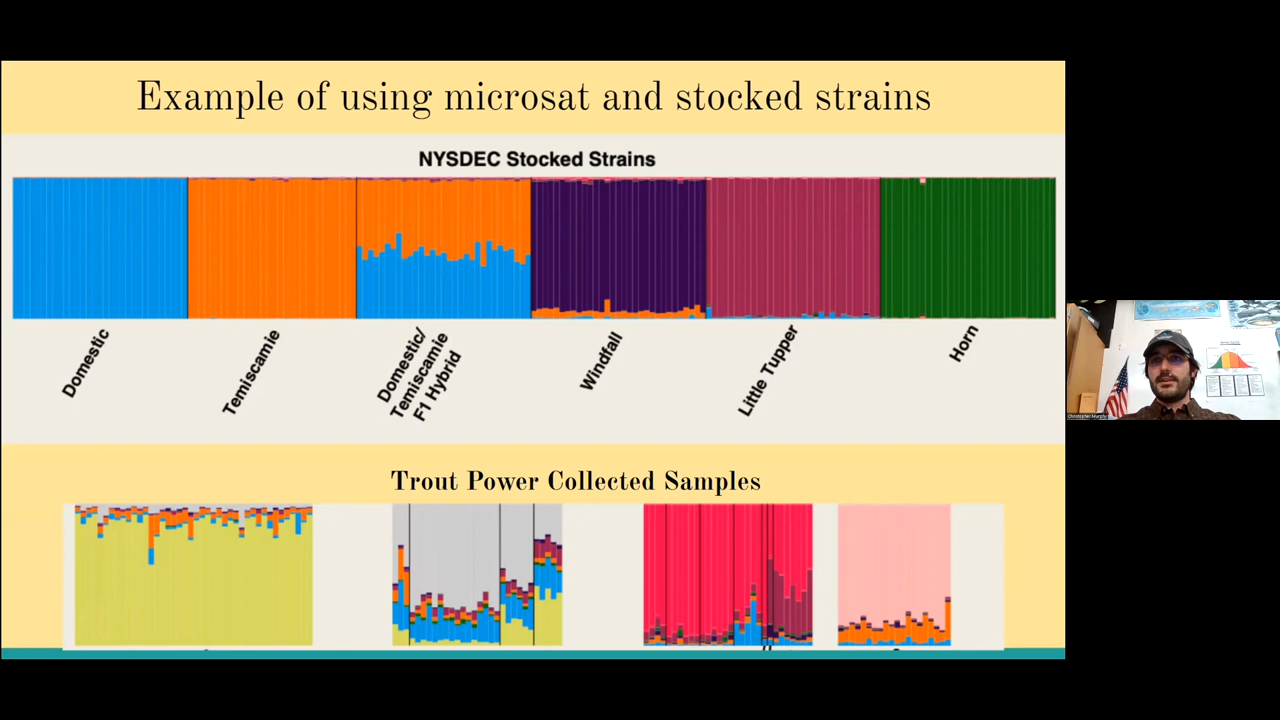 Example of using microsat and stocked strains
NYSDEC Stocked Strains
Domestic
Temiscamie
Domestic/
Temiscamie
F1 Hybrid
Windfall
Little Tupper
Horn
Trout Power Collected Samples